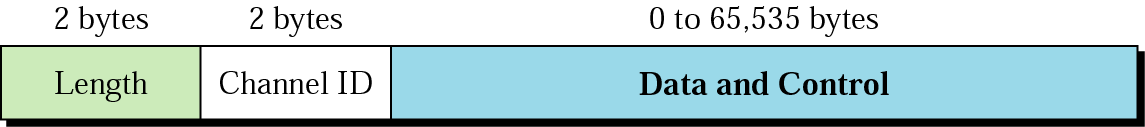 2 bytes 2 bytes 0 to 65,535 bytes
Length Channel ID Data and Control